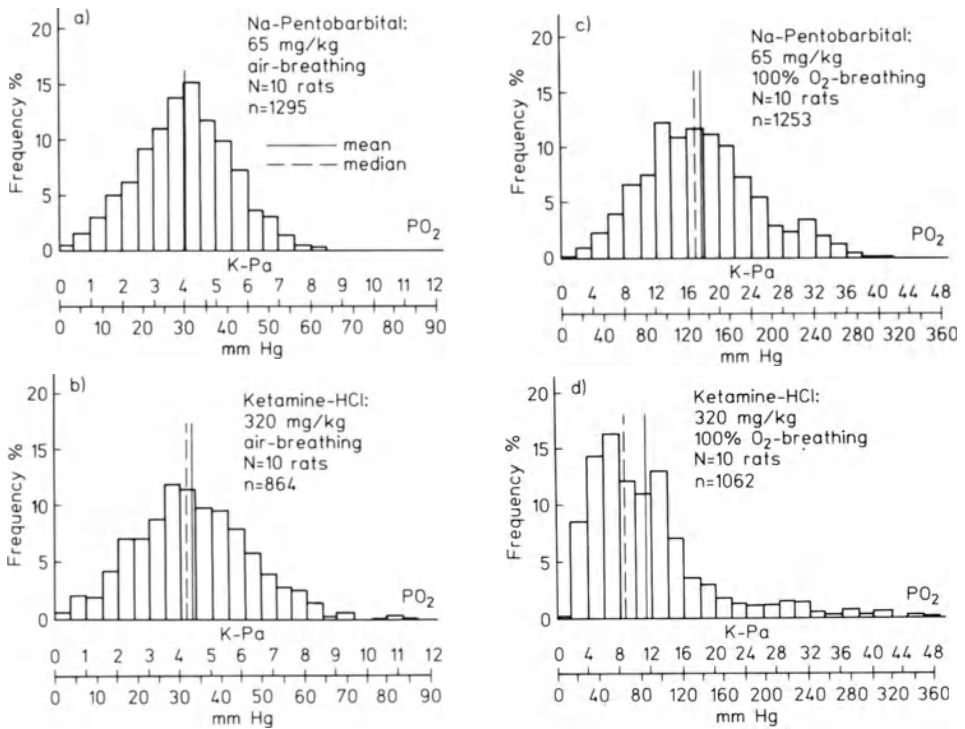 a)
20
15
10
5
0
Frequency %
Na-Pentobarbital:
65 mg/kg
air-breathing
N=10 rats
n=1295
mean
median
PO2
K-Pa
0 1 2 3 4 5 6 7 8 9 10 11 12
0 10 20 30 40 50 60 70 80 90
mm Hg
c)
20
15
10
5
0
Frequency %
Na-Pentobarbital:
65 mg/kg
100% O2-breathing
N=10 rats
n=1253
PO2
K-Pa
0 4 8 12 16 20 24 28 32 36 40 44 48
0 40 80 120 160 200 240 280 320 360
mm Hg
b)
20
15
10
5
0
Frequency %
Ketamine-HCl:
320 mg/kg
air-breathing
N=10 rats
n=864
PO2
K-Pa
0 1 2 3 4 5 6 7 8 9 10 11 12
0 10 20 30 40 50 60 70 80 90
mm Hg
d)
20
15
10
5
0
Frequency %
Ketamine-HCl:
320 mg/kg
100% O2-breathing
N=10 rats
n=1062
PO2
K-Pa
0 4 8 12 16 20 24 28 32 36 40 44 48
40 80 120 160 200 240 280 320 360
mm Hg